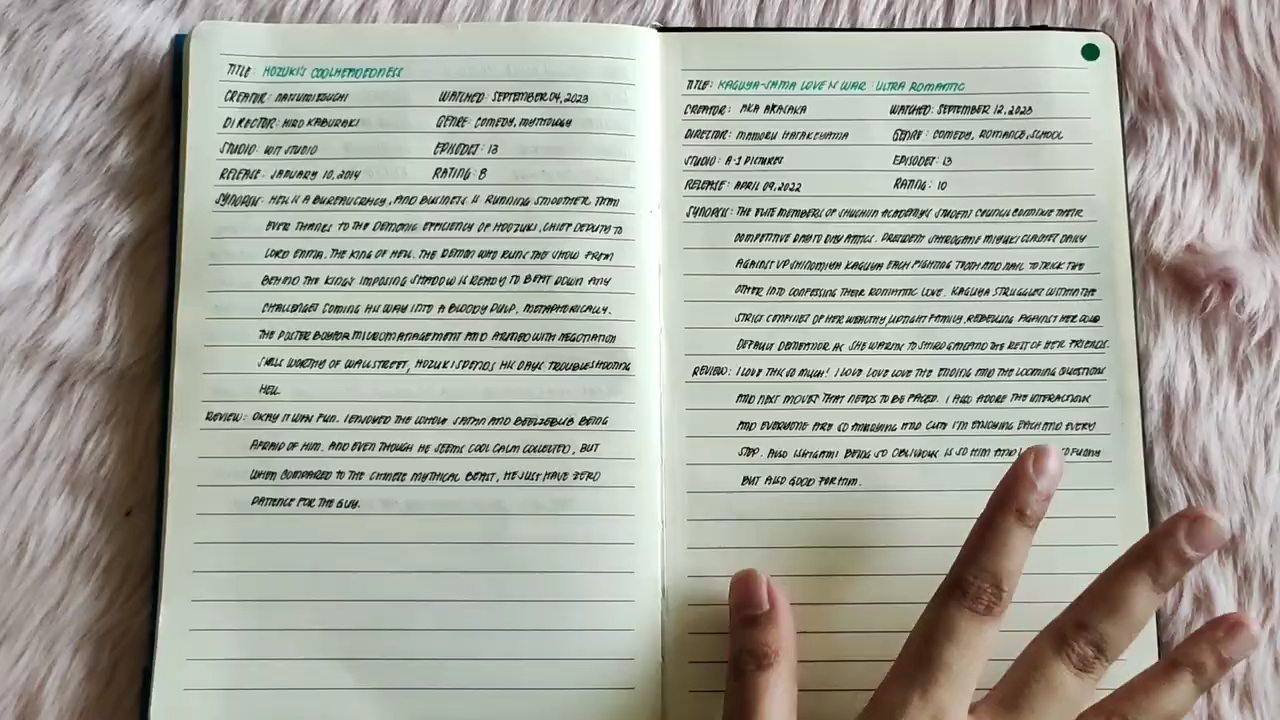 TITLE: HOZUKI'S COOLHEADEDNESS
CREATOR: NATSUMI EGUCHI WATCHED: SEPTEMBER 04, 2023
DIRECTOR: HIRO KABURAKI GENRE: COMEDY, MYTHOLOGY
STUDIO: WIT STUDIO EPISODES: 13
RELEASE: JANUARY 10, 2014 RATING: 8
SYNOPSIS: HELL IS A BUREAUCRACY, AND BUSINESS IS RUNNING SMOOTHER THAN
EVER THANKS TO THE DEMONIC EFFICIENCY OF HOOZUKI, CHIEF DEPUTY TO
LORD ENMA, THE KING OF HELL. THE DEMON WHO RUNS THE SHOW FROM
BEHIND THE KING'S IMPOSING SHADOW IS READY TO BEAT DOWN ANY
CHALLENGES COMING HIS WAY INTO A BLOODY PULP, METAPHORICALLY.
THE POSTER BOY FOR MICROMANAGEMENT AND ARMED WITH NEGOTIATION
SKILLS WORTHY OF WALLSTREET, HOZUKI SPENDS HIS DAYS TROUBLESHOOTING
HELL.
REVIEW: OKAY IT WAS FUN. I ENJOYED THE WHOLE SATAN AND BEELZEBUB BEING
AFRAID OF HIM. AND EVEN THOUGH HE SEEMS COOL CALM COLLECTED, BUT
WHEN COMPARED TO THE CHINESE MYTHICAL BEAST, HE JUST HAVE ZERO
PATIENCE FOR THE GUY.
TITLE: KAGUYA-SAMA LOVE IS WAR: ULTRA ROMANTIC
CREATOR: AKA AKASAKA WATCHED: SEPTEMBER 12, 2023
DIRECTOR: MAMORU HATAKEYAMA GENRE: COMEDY, ROMANCE, SCHOOL
STUDIO: A-1 PICTURES EPISODES: 13
RELEASE: APRIL 09, 2022 RATING: 10
SYNOPSIS: THE ELITE MEMBERS OF SHUCHIIN ACADEMY'S STUDENT COUNCIL CONTINUE THEIR
COMPETITIVE DAY TO DAY ANTICS. PRESIDENT SHIROGANE MIYUKI CLASHES DAILY
AGAINST VP SHINOMIYA KAGUYA EACH FIGHTING TOOTH AND NAIL TO TRICK THE
OTHER INTO CONFESSING THEIR ROMANTIC LOVE. KAGUYA STRUGGLES WITHIN THE
STRICT CONFINES OF HER WEALTHY, UPTIGHT FAMILY, REBELLING AGAINST HER COLD
DEFAULT DEMEANOR AS SHE WARMS TO SHIROGANE AND THE REST OF HER FRIENDS.
REVIEW: I LOVE THIS SO MUCH! I LOVE LOVE LOVE THE ENDING AND THE LOOMING QUESTIONS
AND NEXT MOVES THAT NEEDS TO BE FACED. I ALSO ADORE THE INTERACTIONS
AND EVERYONE ARE SO ANNOYING AND CUTE I'M ENJOYING EACH AND EVERY
STEP. ALSO ISHIGAMI BEING SO OBLIVIOUS IS SO HIM AND SO FUNNY
BUT ALSO GOOD FOR HIM.